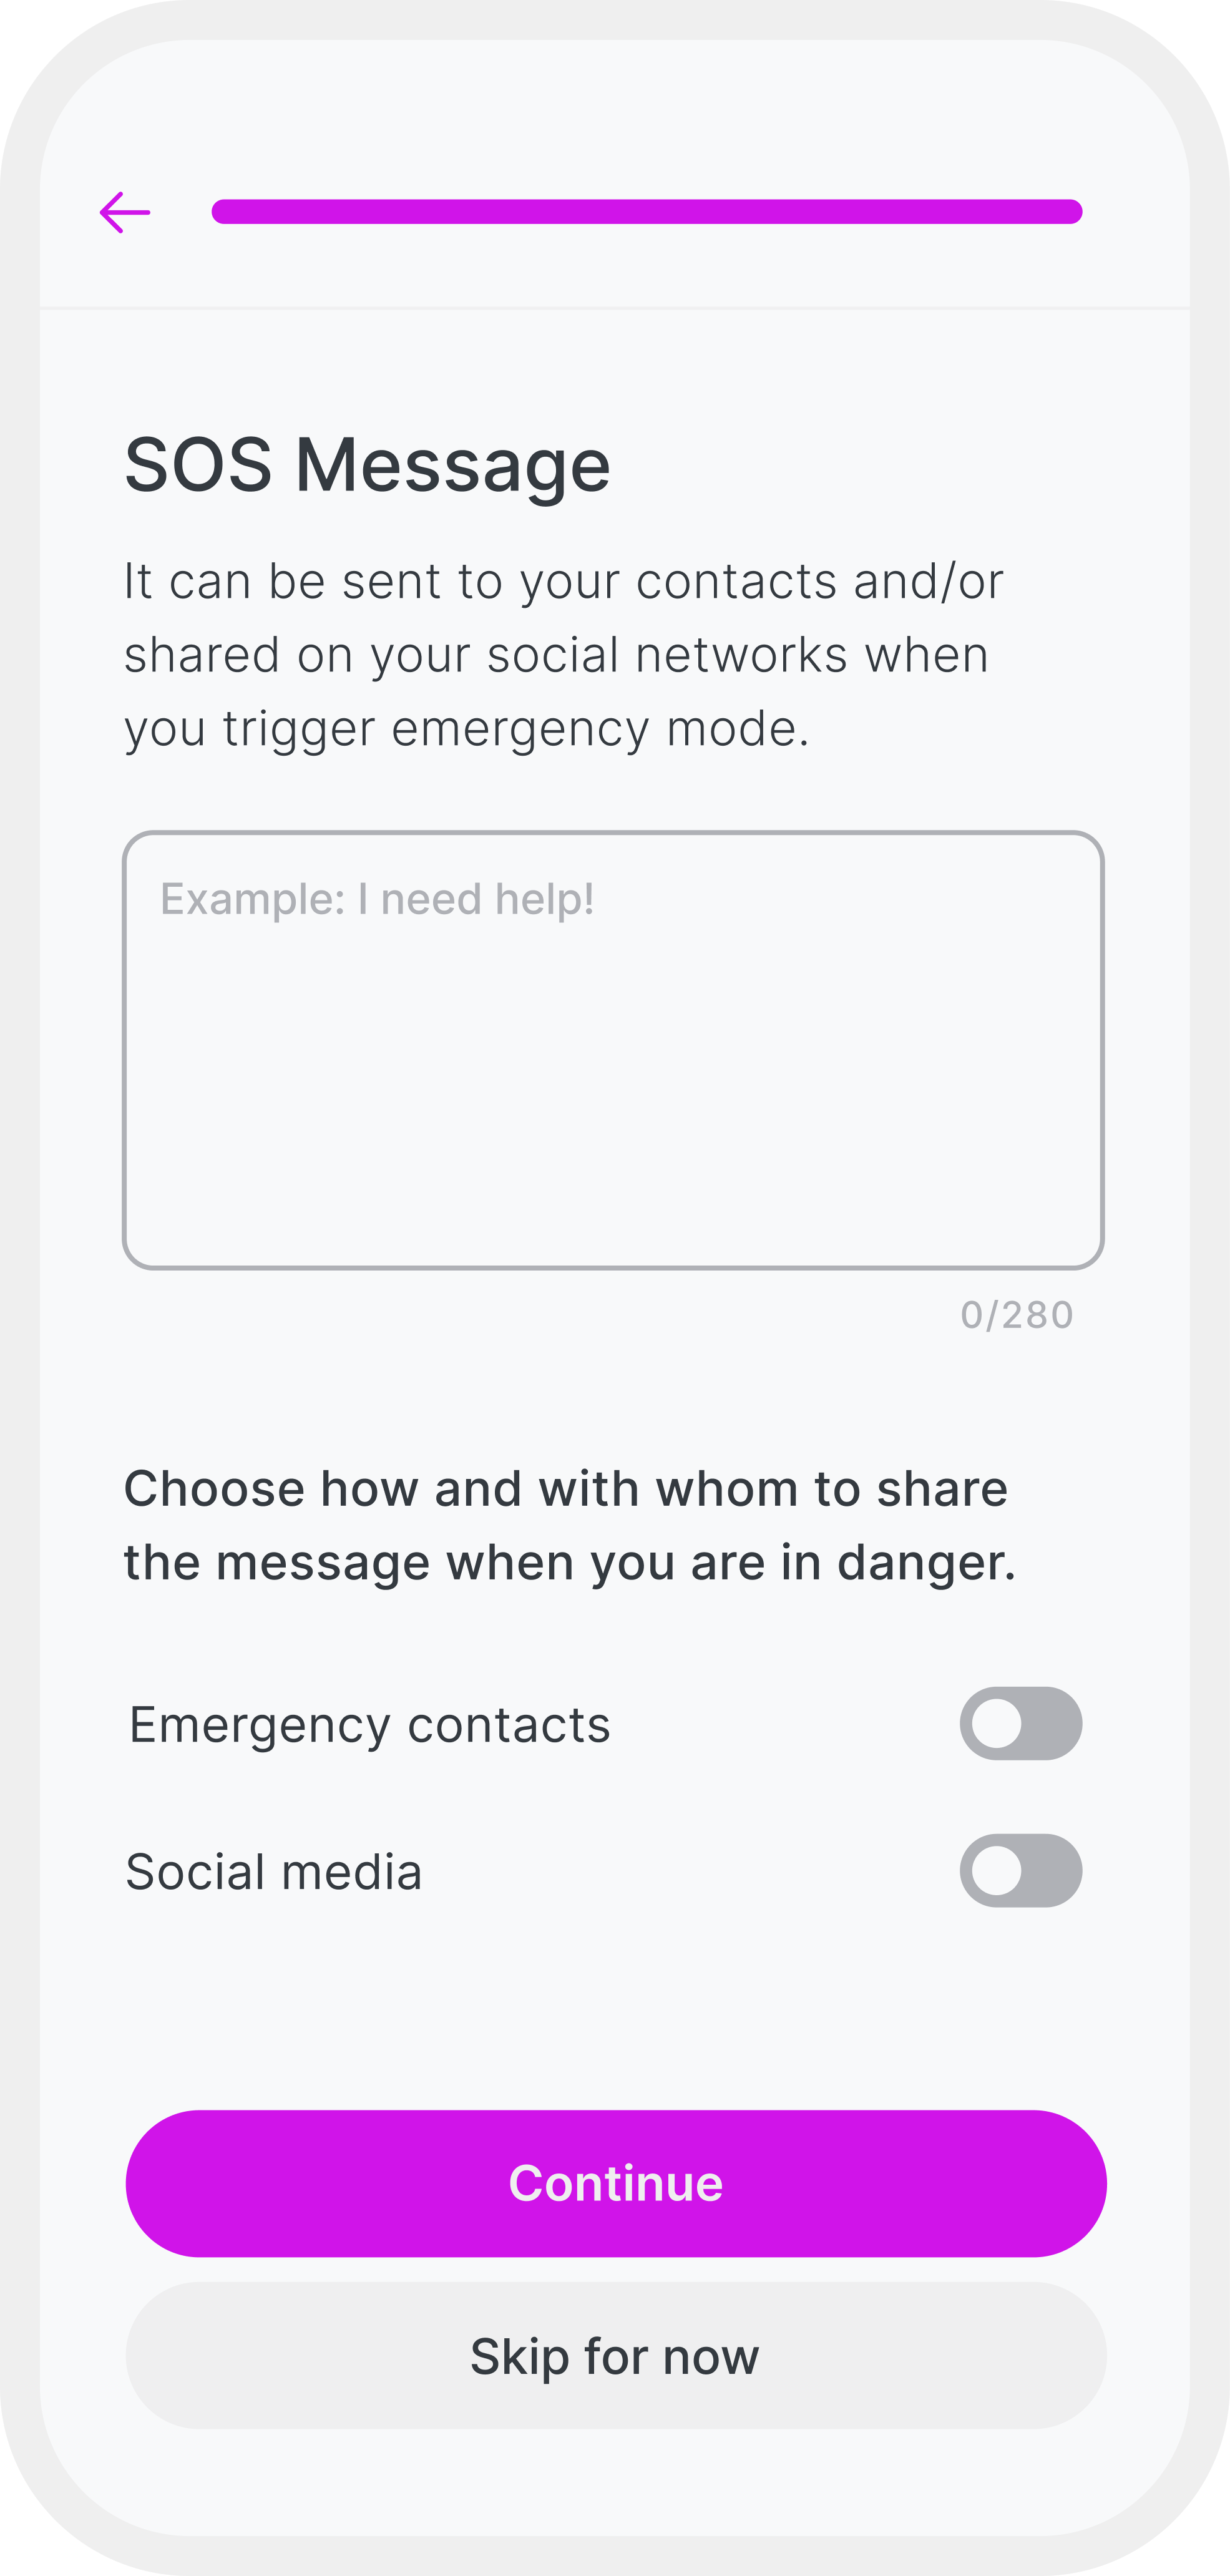 SOS Message
It can be sent to your contacts and/or
shared on your social networks when
you trigger emergency mode.
Example: I need help!
0/280
Choose how and with whom to share
the message when you are in danger.
Emergency contacts
Social media
Continue
Skip for now